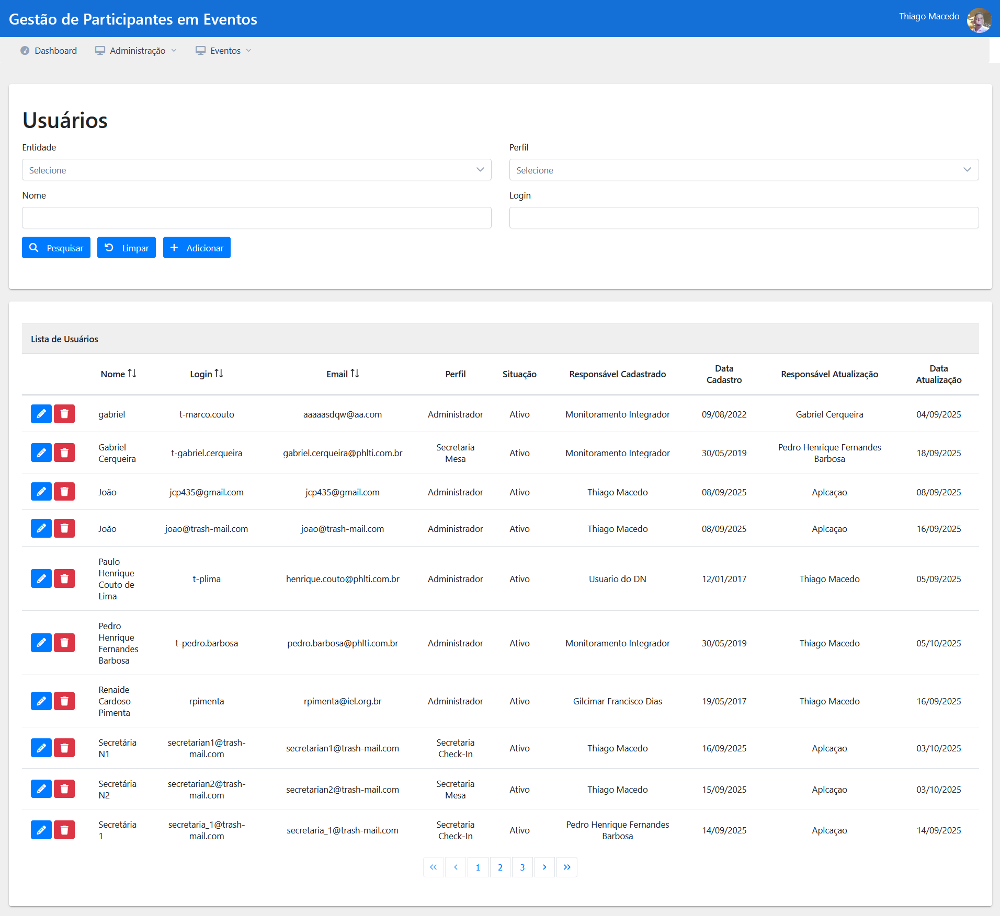 Gestão de Participantes em Eventos
Thiago Macedo
Dashboard Administração Eventos
Usuários
Entidade Perfil
Selecione Selecione
Nome Login
Pesquisar Limpar Adicionar
Lista de Usuários
Nome Login Email Perfil Situação Responsável Cadastrado Data Cadastro Responsável Atualização Data Atualização
gabriel t-marco.couto aaaaasdqw@aa.com Administrador Ativo Monitoramento Integrador 09/08/2022 Gabriel Cerqueira 04/09/2025
Gabriel Cerqueira t-gabriel.cerqueira gabriel.cerqueira@phlti.com.br Secretaria Mesa Ativo Monitoramento Integrador 30/05/2019 Pedro Henrique Fernandes Barbosa 18/09/2025
João jcp435@gmail.com jcp435@gmail.com Administrador Ativo Thiago Macedo 08/09/2025 Aplcaçao 08/09/2025
João joao@trash-mail.com joao@trash-mail.com Administrador Ativo Thiago Macedo 08/09/2025 Aplcaçao 16/09/2025
Paulo Henrique Couto de Lima t-plima henrique.couto@phlti.com.br Administrador Ativo Usuario do DN 12/01/2017 Thiago Macedo 05/09/2025
Pedro Henrique Fernandes Barbosa t-pedro.barbosa pedro.barbosa@phlti.com.br Administrador Ativo Monitoramento Integrador 30/05/2019 Thiago Macedo 05/10/2025
Renaide Cardoso Pimenta rpimenta rpimenta@iel.org.br Administrador Ativo Gilcimar Francisco Dias 19/05/2017 Thiago Macedo 16/09/2025
Secretária N1 secretarian1@trash-mail.com secretarian1@trash-mail.com Secretaria Check-In Ativo Thiago Macedo 16/09/2025 Aplcaçao 03/10/2025
Secretária N2 secretarian2@trash-mail.com secretarian2@trash-mail.com Secretaria Mesa Ativo Thiago Macedo 15/09/2025 Aplcaçao 03/10/2025
Secretária 1 secretaria_1@trash-mail.com secretaria_1@trash-mail.com Secretaria Check-In Ativo Pedro Henrique Fernandes Barbosa 14/09/2025 Aplcaçao 14/09/2025
1 2 3